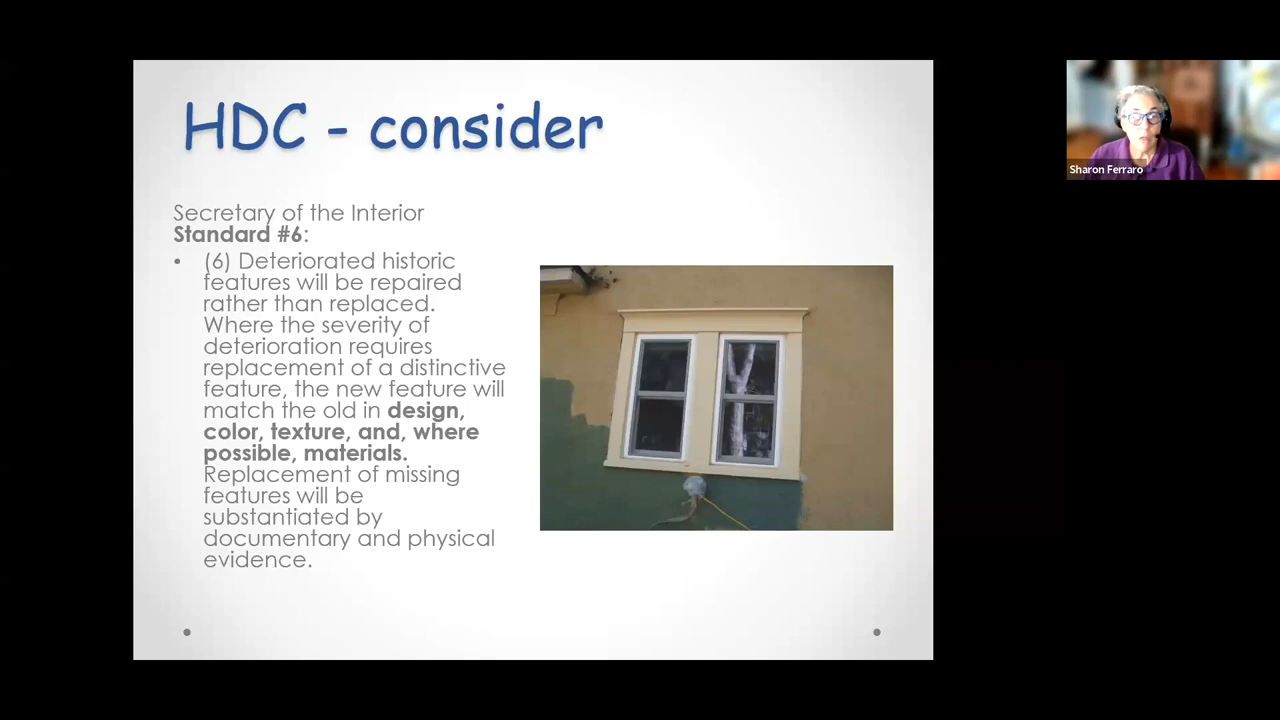 HDC - consider
Secretary of the Interior
Standard #6:
• (6) Deteriorated historic
features will be repaired
rather than replaced.
Where the severity of
deterioration requires
replacement of a distinctive
feature, the new feature will
match the old in design,
color, texture, and, where
possible, materials.
Replacement of missing
features will be
substantiated by
documentary and physical
evidence.
Sharon Ferraro